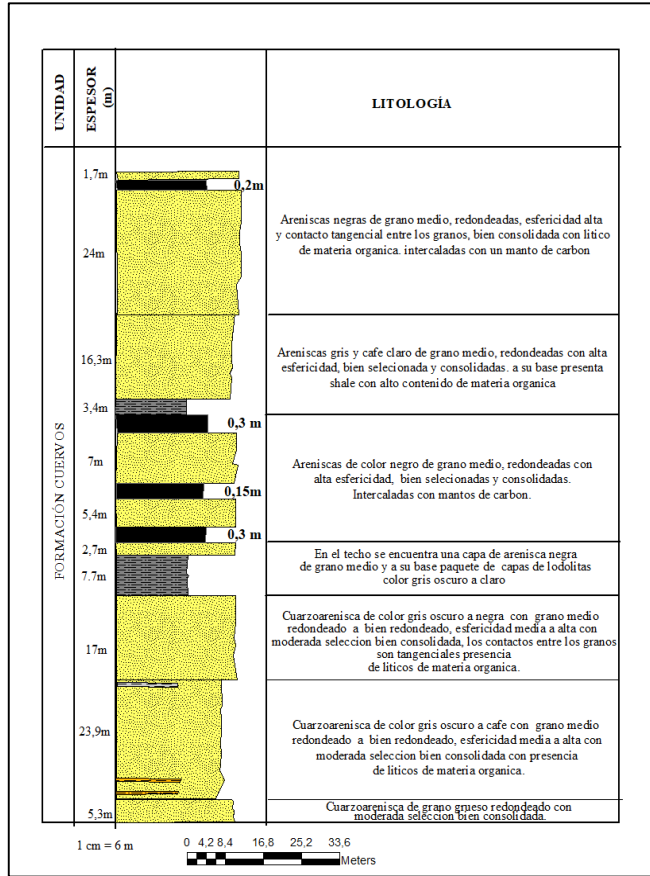 UNIDAD
ESPESOR
(m)
LITOLOGÍA
FORMACIÓN CUERVOS
1,7m
0,2m
24m
Areniscas negras de grano medio, redondeadas, esfericidad alta
y contacto tangencial entre los granos, bien consolidada con litico
de materia organica. intercaladas con un manto de carbon
16,3m
Areniscas gris y cafe claro de grano medio, redondeadas con alta
esfericidad, bien selecionada y consolidadas. a su base presenta
shale con alto contenido de materia organica
3,4m
0,3 m
7m
0,15m
5,4m
0,3 m
Areniscas de color negro de grano medio, redondeadas con
alta esfericidad, bien selecionadas y consolidadas.
Intercaladas con mantos de carbon.
2,7m
7.7m
En el techo se encuentra una capa de arenisca negra
de grano medio y a su base paquete de capas de lodolitas
color gris oscuro a claro
17m
Cuarzoarenisca de color gris oscuro a negra con grano medio
redondeado a bien redondeado, esfericidad media a alta con
moderada seleccion bien consolidada, los contactos entre los granos
son tangenciales presencia
de liticos de materia organica.
23,9m
Cuarzoarenisca de color gris oscuro a cafe con grano medio
redondeado a bien redondeado, esfericidad media a alta con
moderada seleccion bien consolidada con presencia
de liticos de materia organica.
5,3m
Cuarzoarenisca de grano grueso redondeado con
moderada seleccion bien consolidada.
1 cm = 6 m
0 4,2 8,4 16,8 25,2 33,6
Meters